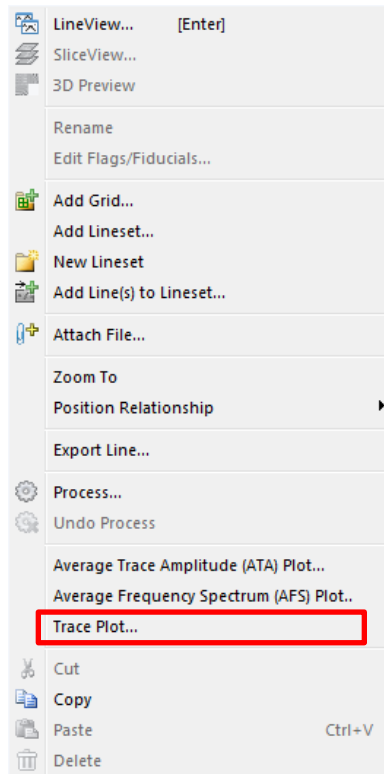 LineView... [Enter]
SliceView...
3D Preview
Rename
Edit Flags/Fiducials...
Add Grid...
Add Lineset...
New Lineset
Add Line(s) to Lineset...
Attach File...
Zoom To
Position Relationship
Export Line...
Process...
Undo Process
Average Trace Amplitude (ATA) Plot...
Average Frequency Spectrum (AFS) Plot..
Trace Plot...
Cut
Copy
Paste Ctrl+V
Delete